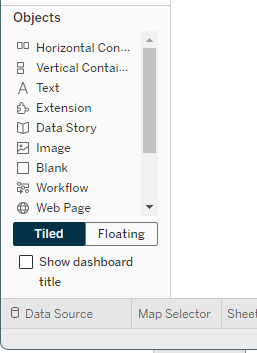 Objects
Horizontal Con...
Vertical Contai...
Text
Extension
Data Story
Image
Blank
Workflow
Web Page
Tiled Floating
Show dashboard
title
Data Source Map Selector Sheet